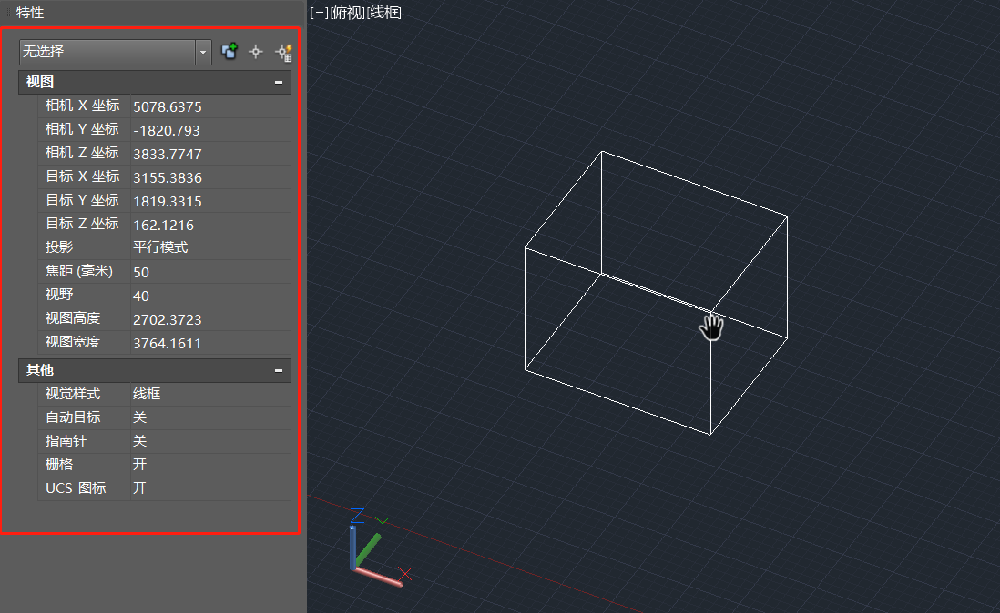 特性
[−][俯视][线框]
无选择
视图
相机 X 坐标 5078.6375
相机 Y 坐标 -1820.793
相机 Z 坐标 3833.7747
目标 X 坐标 3155.3836
目标 Y 坐标 1819.3315
目标 Z 坐标 162.1216
投影 平行模式
焦距 (毫米) 50
视野 40
视图高度 2702.3723
视图宽度 3764.1611
其他
视觉样式 线框
自动目标 关
指南针 关
栅格 开
UCS 图标 开
Z
Y
X